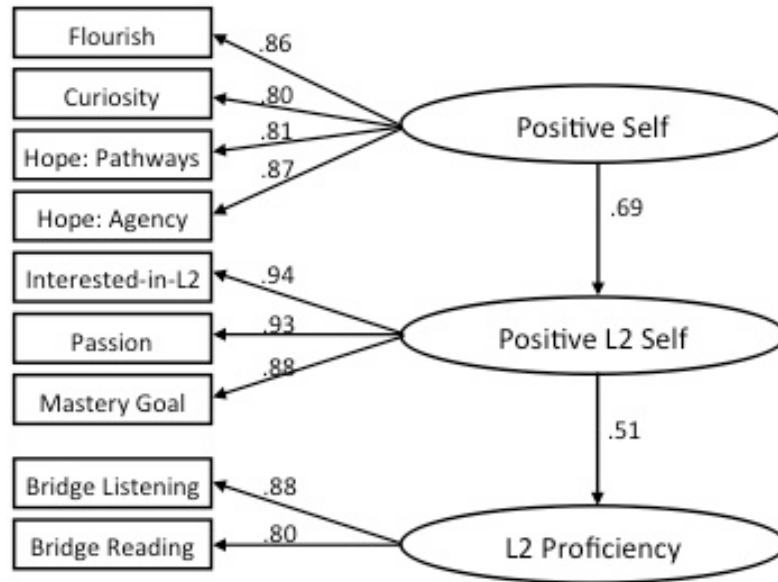 Flourish
.86
Curiosity
.80
Positive Self
.81
Hope: Pathways
.87
Hope: Agency
.69
Interested-in-L2
.94
Passion
.93
Positive L2 Self
.88
Mastery Goal
.51
Bridge Listening
.88
Bridge Reading
.80
L2 Proficiency